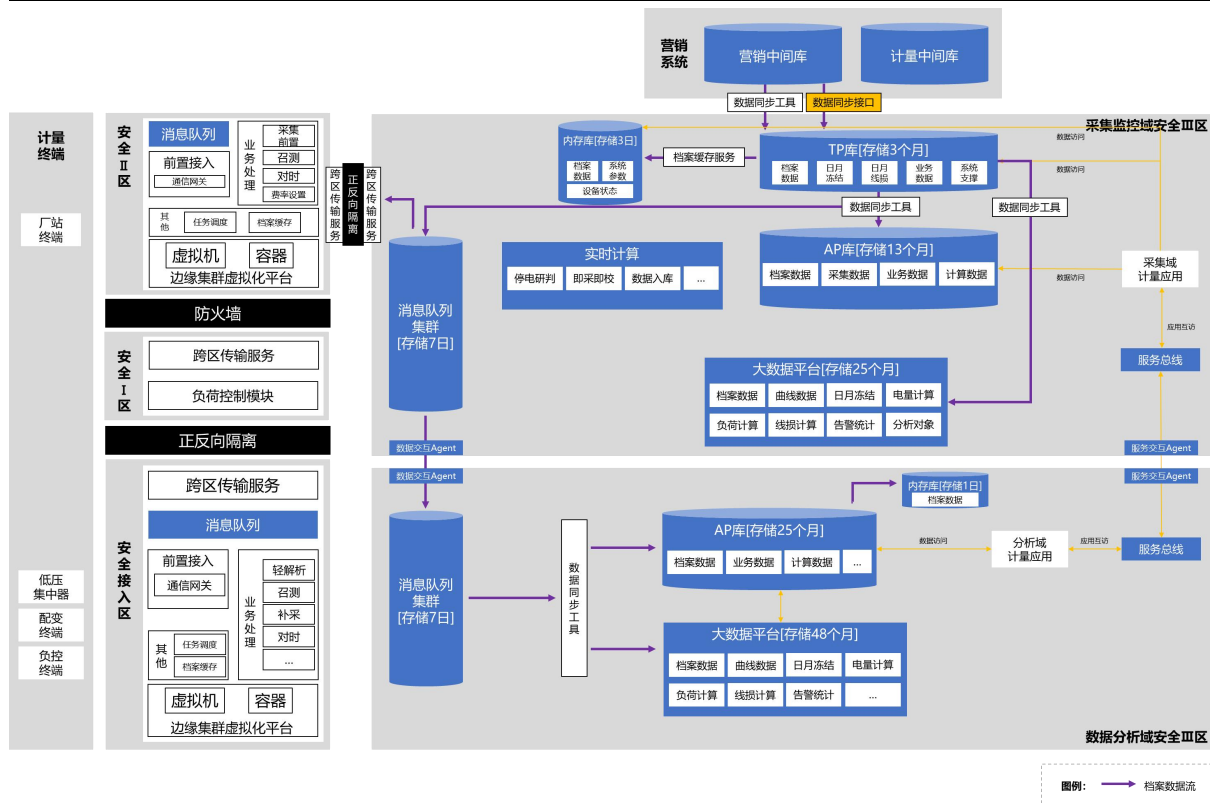 营销
系统
营销中间库
计量中间库
数据同步工具
数据同步接口
计量
终端
厂站
终端
低压
集中器
配变
终端
负控
终端
安全Ⅱ区
消息队列
前置接入
通信网关
业务处理
采集
前置
召测
对时
费率设置
其他
任务调度
档案缓存
虚拟机
容器
边缘集群虚拟化平台
跨区传输服务
正反向隔离
跨区传输服务
防火墙
安全Ⅰ区
跨区传输服务
负荷控制模块
正反向隔离
安全接入区
跨区传输服务
消息队列
前置接入
通信网关
业务处理
轻解析
召测
补采
对时
...
其他
任务调度
档案缓存
虚拟机
容器
边缘集群虚拟化平台
采集监控域安全Ⅲ区
内存库[存储3日]
档案
数据
系统
参数
设备状态
档案缓存服务
TP库[存储3个月]
档案
数据
日月
冻结
日月
线损
业务
数据
系统
支撑
数据访问
数据访问
数据同步工具
数据同步工具
消息队列
集群
[存储7日]
实时计算
停电研判
即采即校
数据入库
...
AP库[存储13个月]
档案数据
采集数据
业务数据
计算数据
数据访问
采集域
计量应用
应用互访
服务总线
大数据平台[存储25个月]
档案数据
曲线数据
日月冻结
电量计算
负荷计算
线损计算
告警统计
分析对象
数据交互Agent
服务交互Agent
数据交互Agent
服务交互Agent
消息队列
集群
[存储7日]
数据同步工具
内存库[存储1日]
档案数据
AP库[存储25个月]
档案数据
业务数据
计算数据
...
数据访问
分析域
计量应用
应用互访
服务总线
大数据平台[存储48个月]
档案数据
曲线数据
日月冻结
电量计算
负荷计算
线损计算
告警统计
...
数据分析域安全Ⅲ区
图例：
档案数据流